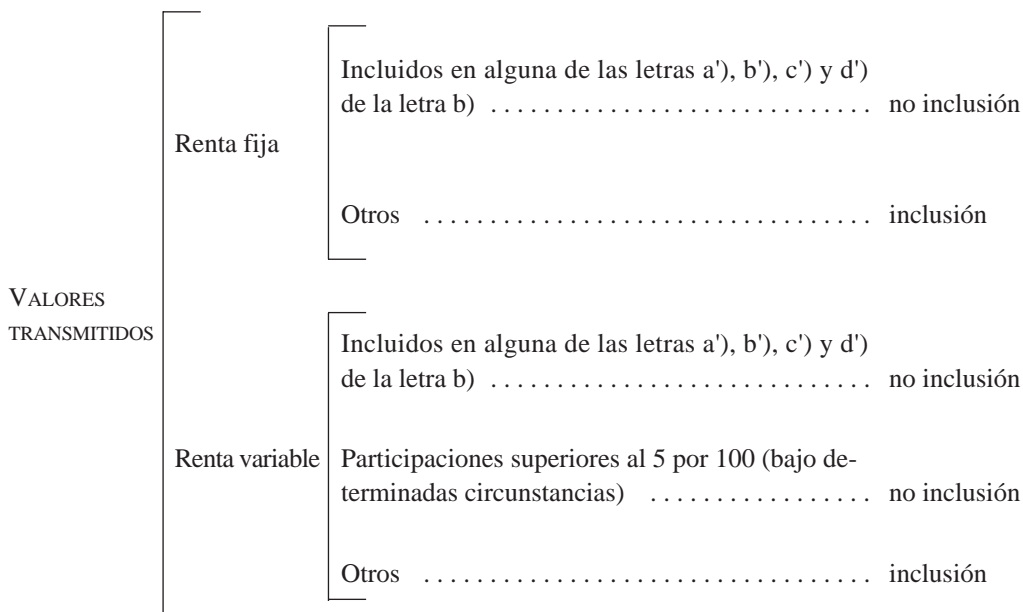 Incluidos en alguna de las letras a'), b'), c') y d')
de la letra b) . . . . . . . . . . . . . . . . . . . . . . . . . . . . . no inclusión
Renta fija
Otros . . . . . . . . . . . . . . . . . . . . . . . . . . . . . . . . . . inclusión
VALORES
TRANSMITIDOS
Incluidos en alguna de las letras a'), b'), c') y d')
de la letra b) . . . . . . . . . . . . . . . . . . . . . . . . . . . . . no inclusión
Renta variable Participaciones superiores al 5 por 100 (bajo de-
terminadas circunstancias) . . . . . . . . . . . . . . . . . no inclusión
Otros . . . . . . . . . . . . . . . . . . . . . . . . . . . . . . . . . . inclusión